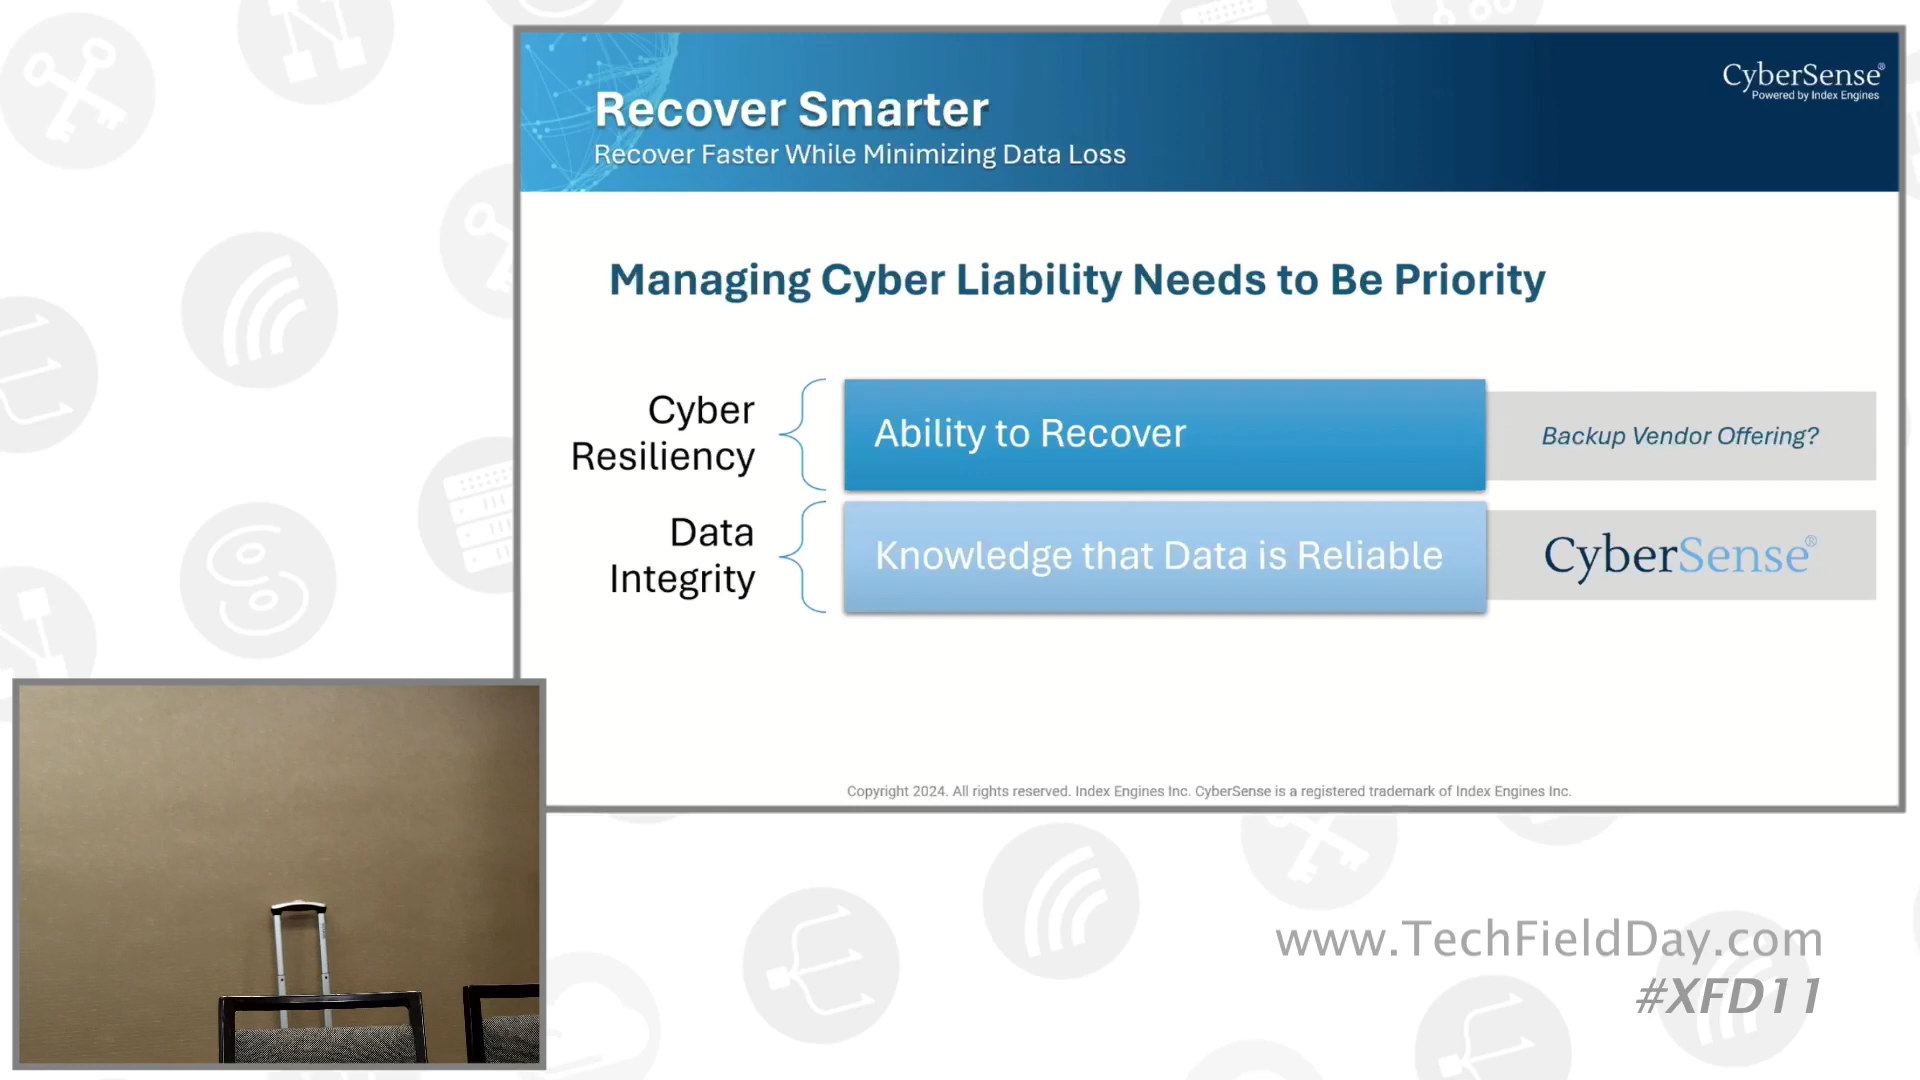 CyberSense®
Powered by Index Engines
Recover Smarter
Recover Faster While Minimizing Data Loss
Managing Cyber Liability Needs to Be Priority
Cyber
Resiliency
Ability to Recover
Backup Vendor Offering?
Data
Integrity
Knowledge that Data is Reliable
CyberSense®
Copyright 2024. All rights reserved. Index Engines Inc. CyberSense is a registered trademark of Index Engines Inc.
www.TechFieldDay.com
#XFD11